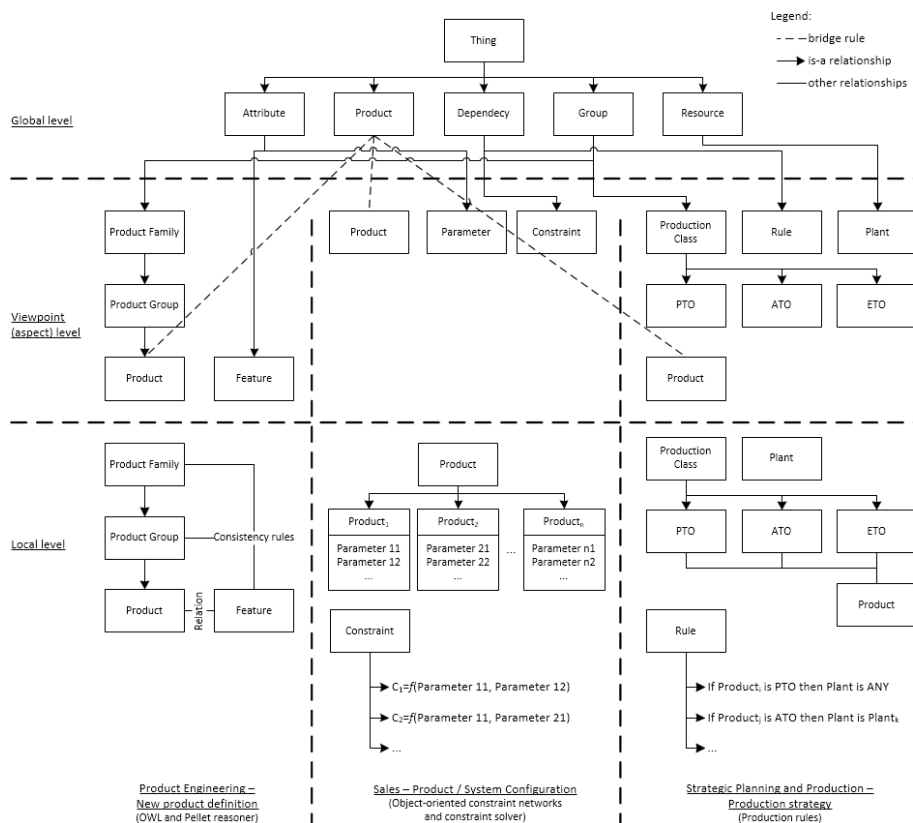 Legend:
bridge rule
is-a relationship
other relationships
Thing
Attribute
Product
Dependecy
Group
Resource
Global level
Product Family
Product
Parameter
Constraint
Production
Class
Rule
Plant
Product Group
PTO
ATO
ETO
Viewpoint
(aspect) level
Product
Feature
Product
Product Family
Product
Production
Class
Plant
Product Group
Consistency rules
Product₁
Parameter 11
Parameter 12
...
Product₂
Parameter 21
Parameter 22
...
...
Productₙ
Parameter n1
Parameter n2
...
PTO
ATO
ETO
Local level
Product
Relation
Feature
Product
Constraint
C₁=f(Parameter 11, Parameter 12)
C₂=f(Parameter 11, Parameter 21)
...
Rule
If Productᵢ is PTO then Plant is ANY
If Productⱼ is ATO then Plant is Plantₖ
...
Product Engineering –
New product definition
(OWL and Pellet reasoner)
Sales – Product / System Configuration
(Object-oriented constraint networks
and constraint solver)
Strategic Planning and Production –
Production strategy
(Production rules)